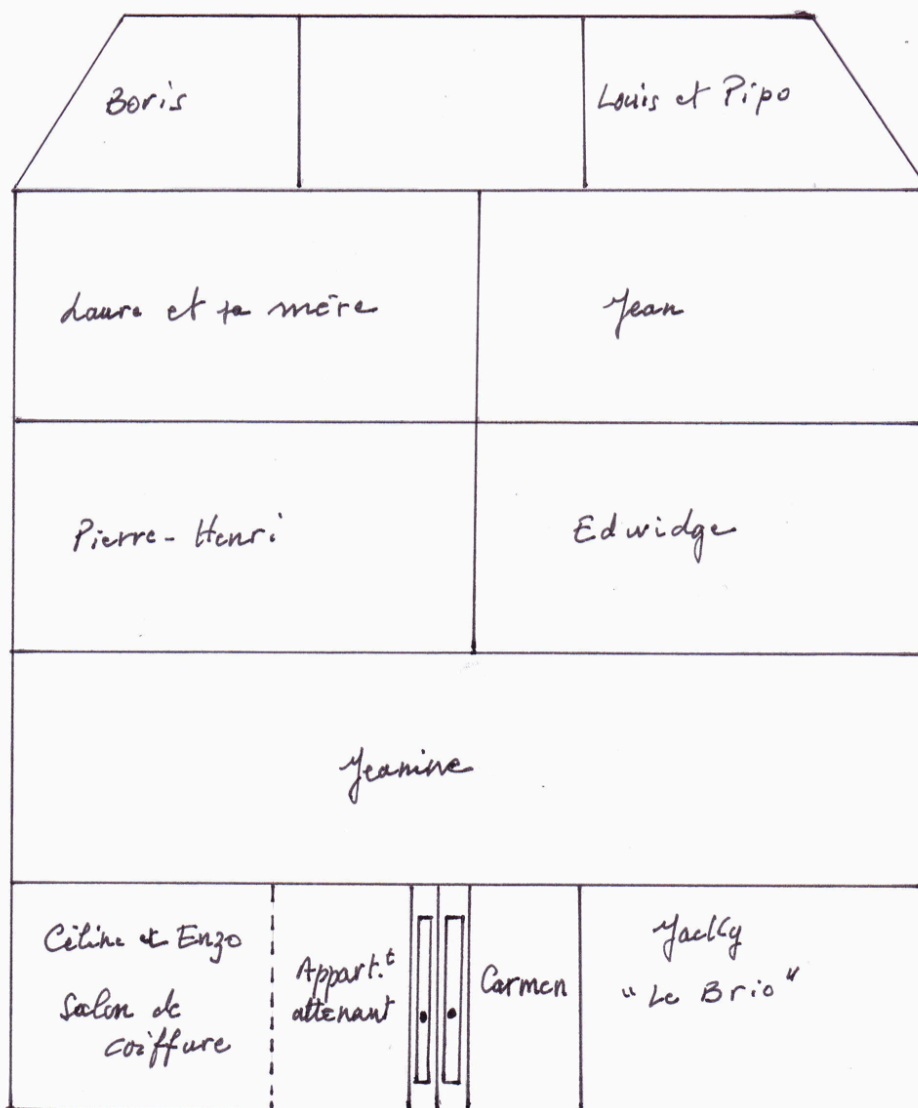 Boris
Louis et Pipo
Laure et sa mère
Jean
Pierre-Henri
Edwidge
Jeanine
Céline et Enzo
Salon de
coiffure
Appart.t
attenant
Carmen
Jacky
"Le Brio"